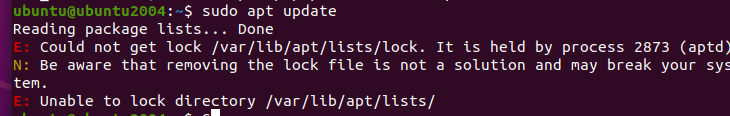 ubuntu@ubuntu2004:~$ sudo apt update
Reading package lists... Done
E: Could not get lock /var/lib/apt/lists/lock. It is held by process 2873 (aptd)
N: Be aware that removing the lock file is not a solution and may break your sys
tem.
E: Unable to lock directory /var/lib/apt/lists/